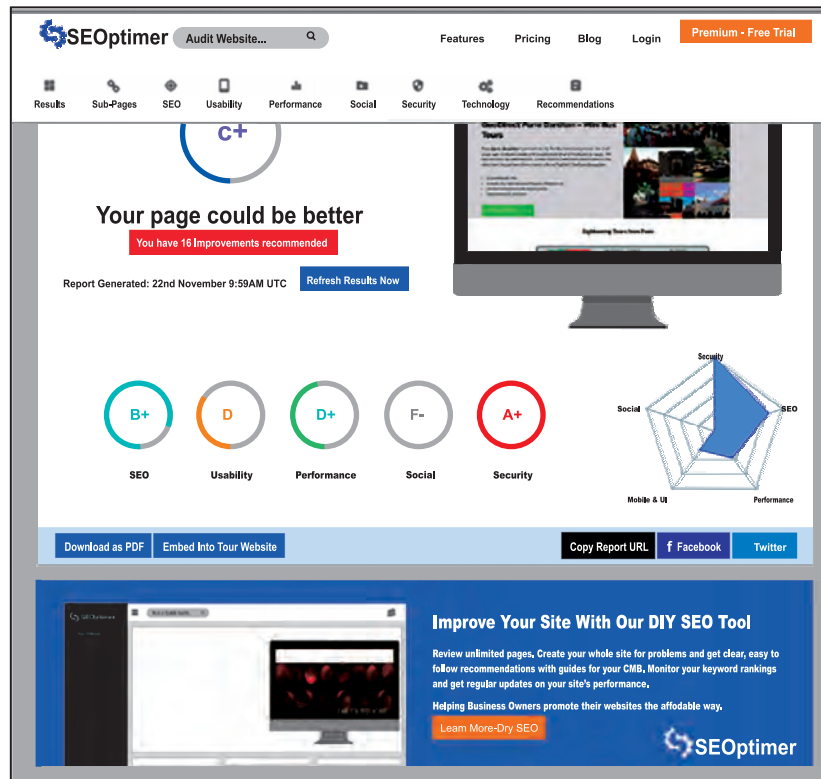 SEOptimer
Audit Website...
Features
Pricing
Blog
Login
Premium - Free Trial
Results
Sub-Pages
SEO
Usability
Performance
Social
Security
Technology
Recommendations
c+
Tours
Your page could be better
You have 16 Improvements recommended
Report Generated: 22nd November 9:59AM UTC
Refresh Results Now
B+
D
D+
F-
A+
SEO
Usability
Performance
Social
Security
Security
Social
SEO
Mobile & UI
Performance
Download as PDF
Embed Into Tour Website
Copy Report URL
f Facebook
Twitter
Improve Your Site With Our DIY SEO Tool
Review unlimited pages, Create your whole site for problems and get clear, easy to
follow recommendations with guides for your CMB, Monitor your keyword rankings
and get regular updates on your site's performance,
Helping Business Owners promote their websites the affodable way.
Leam More-Dry SEO
SEOptimer